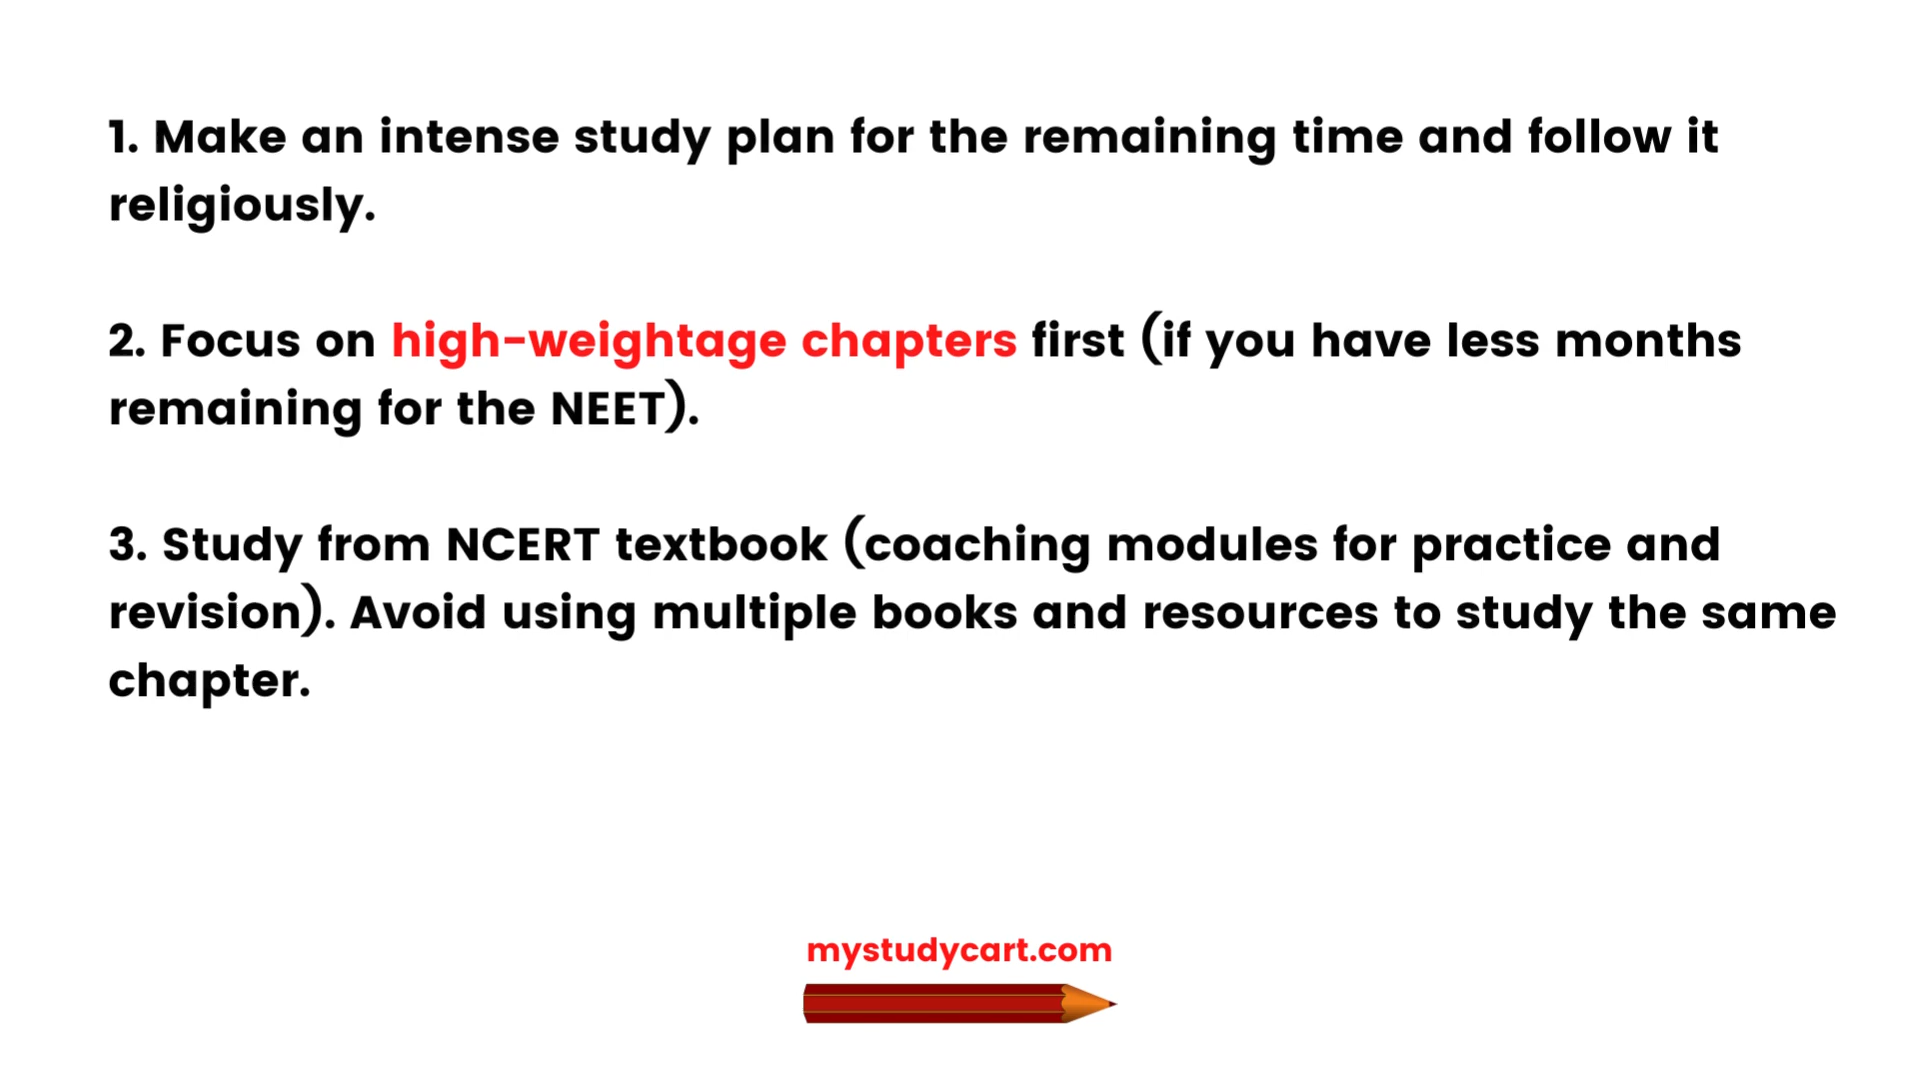 1. Make an intense study plan for the remaining time and follow it
religiously.
2. Focus on high-weightage chapters first (if you have less months
remaining for the NEET).
3. Study from NCERT textbook (coaching modules for practice and
revision). Avoid using multiple books and resources to study the same
chapter.
mystudycart.com